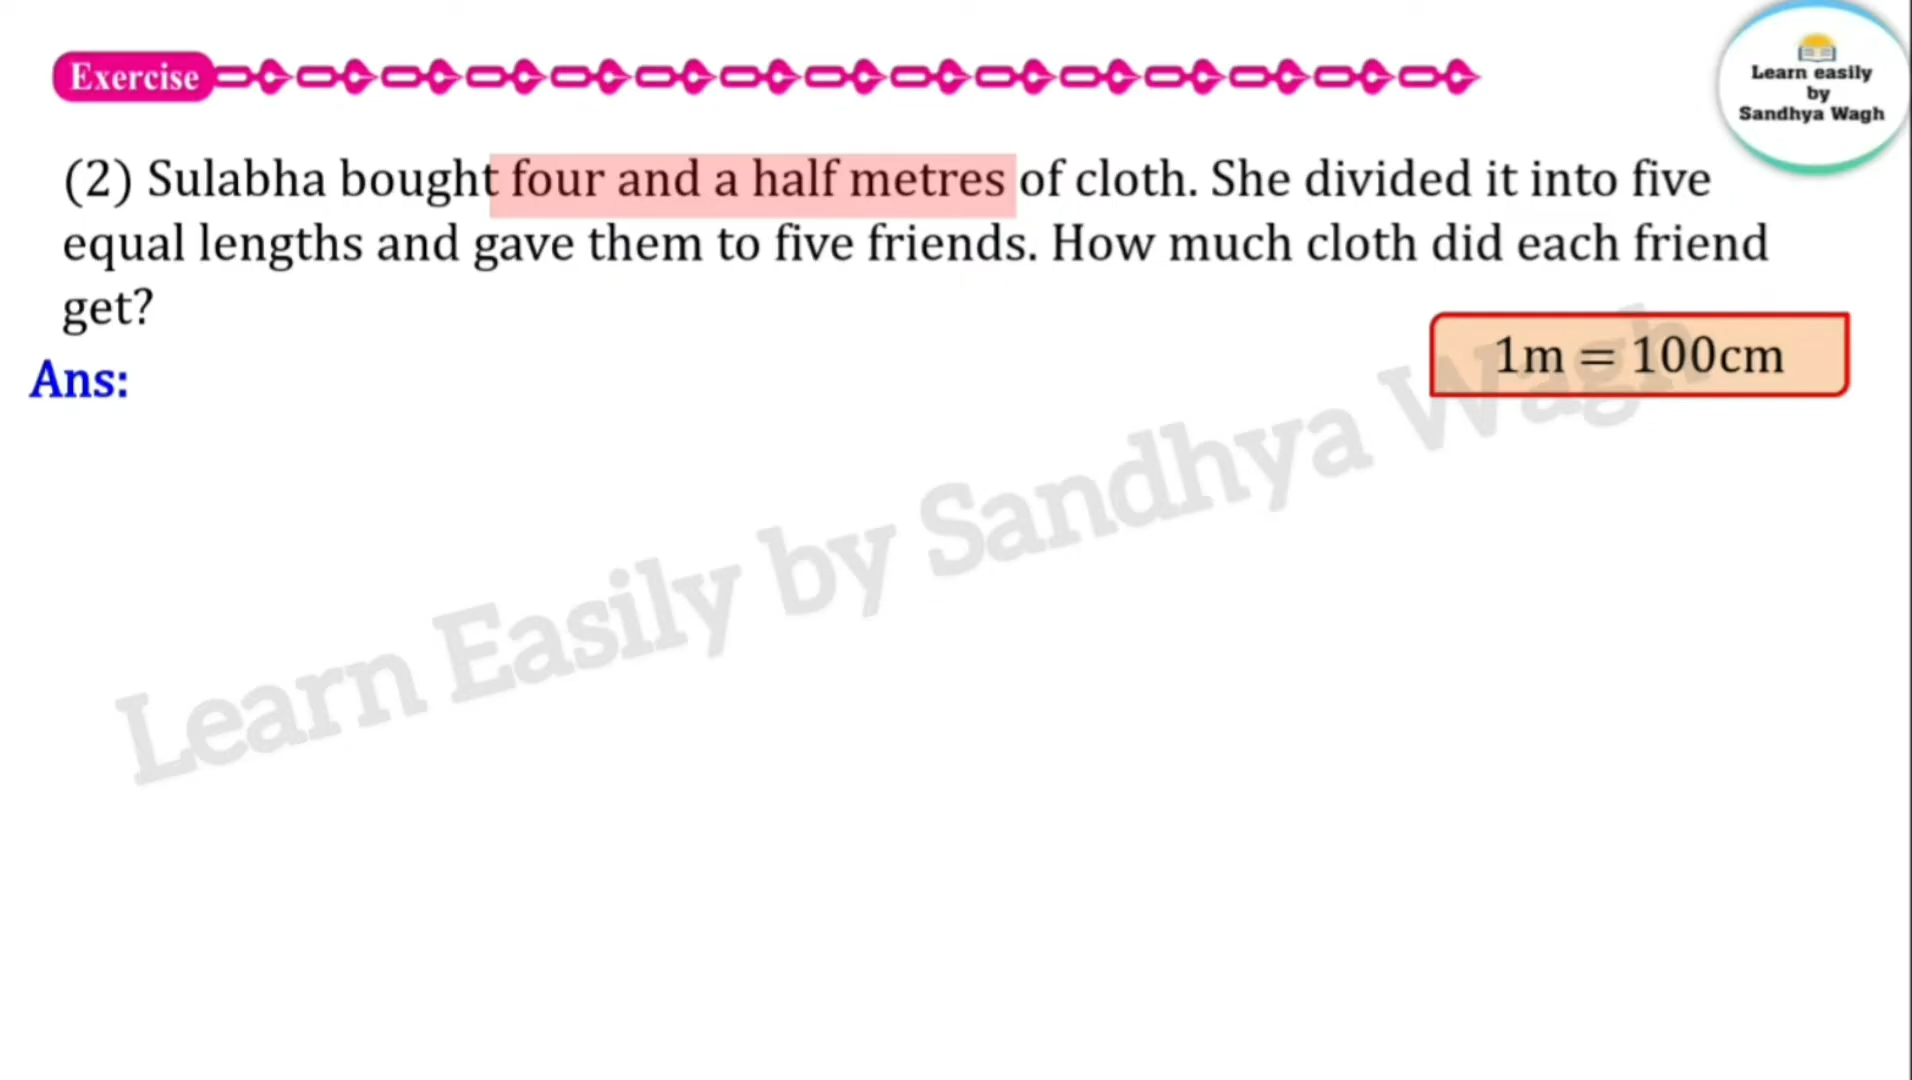 Exercise
Learn easily
by
Sandhya Wagh
(2) Sulabha bought four and a half metres of cloth. She divided it into five
equal lengths and gave them to five friends. How much cloth did each friend
get?
1m = 100cm
Ans:
Learn Easily by Sandhya Wagh